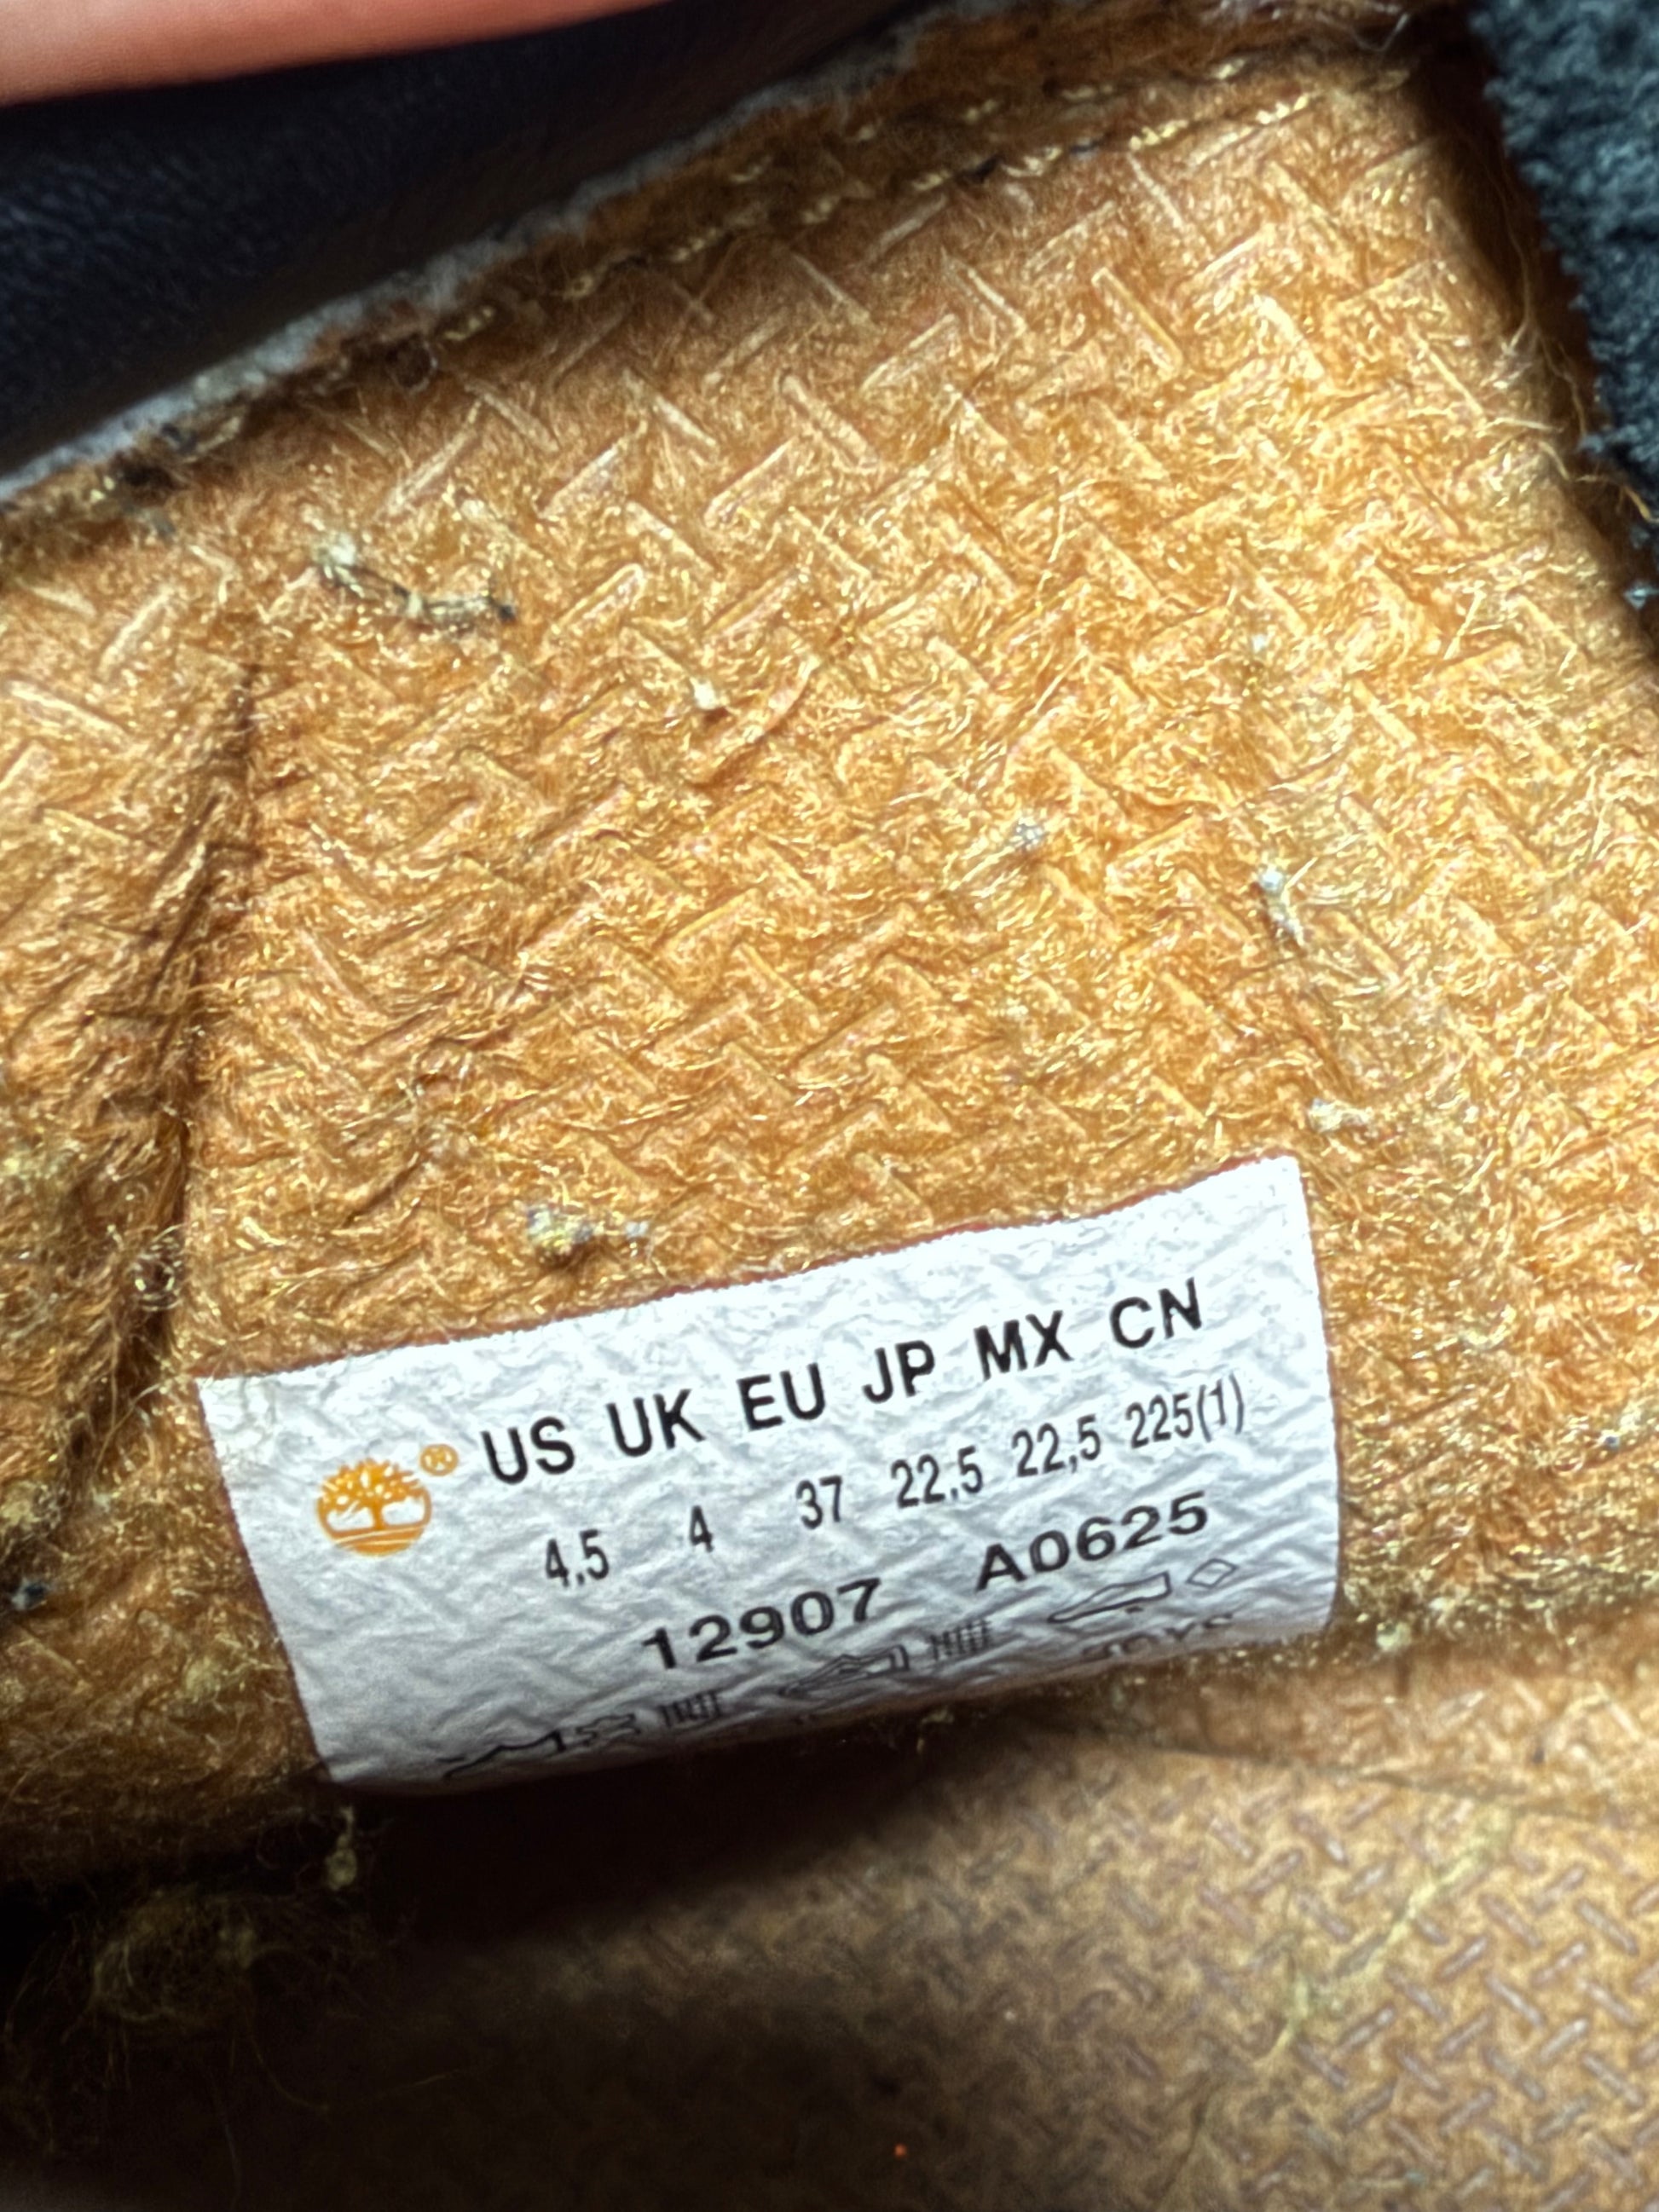 US UK EU JP MX CN
4,5 4 37 22,5 22,5 225(1)
12907 A0625